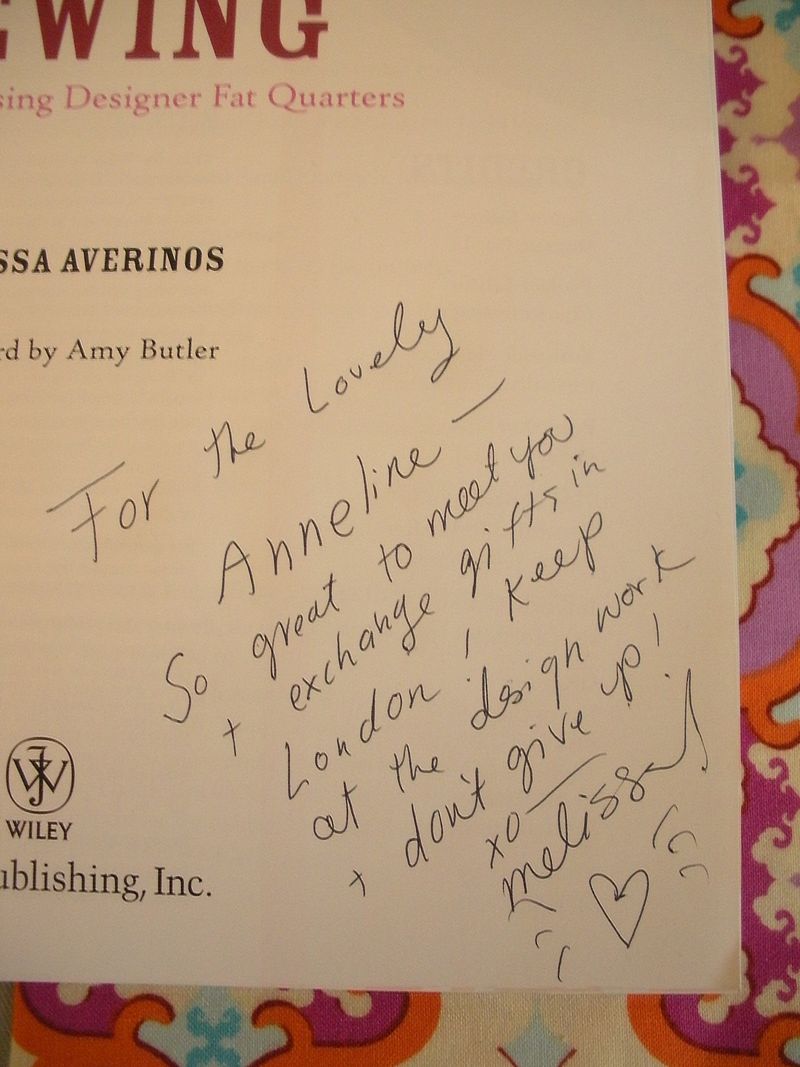 EWING
sing Designer Fat Quarters
SSA AVERINOS
rd by Amy Butler
For the Lovely
Anneline —
So great to meet you
+ exchange gifts in
London! Keep
at the design work
+ don't give up!
xo —
melissa
WILEY
ublishing, Inc.